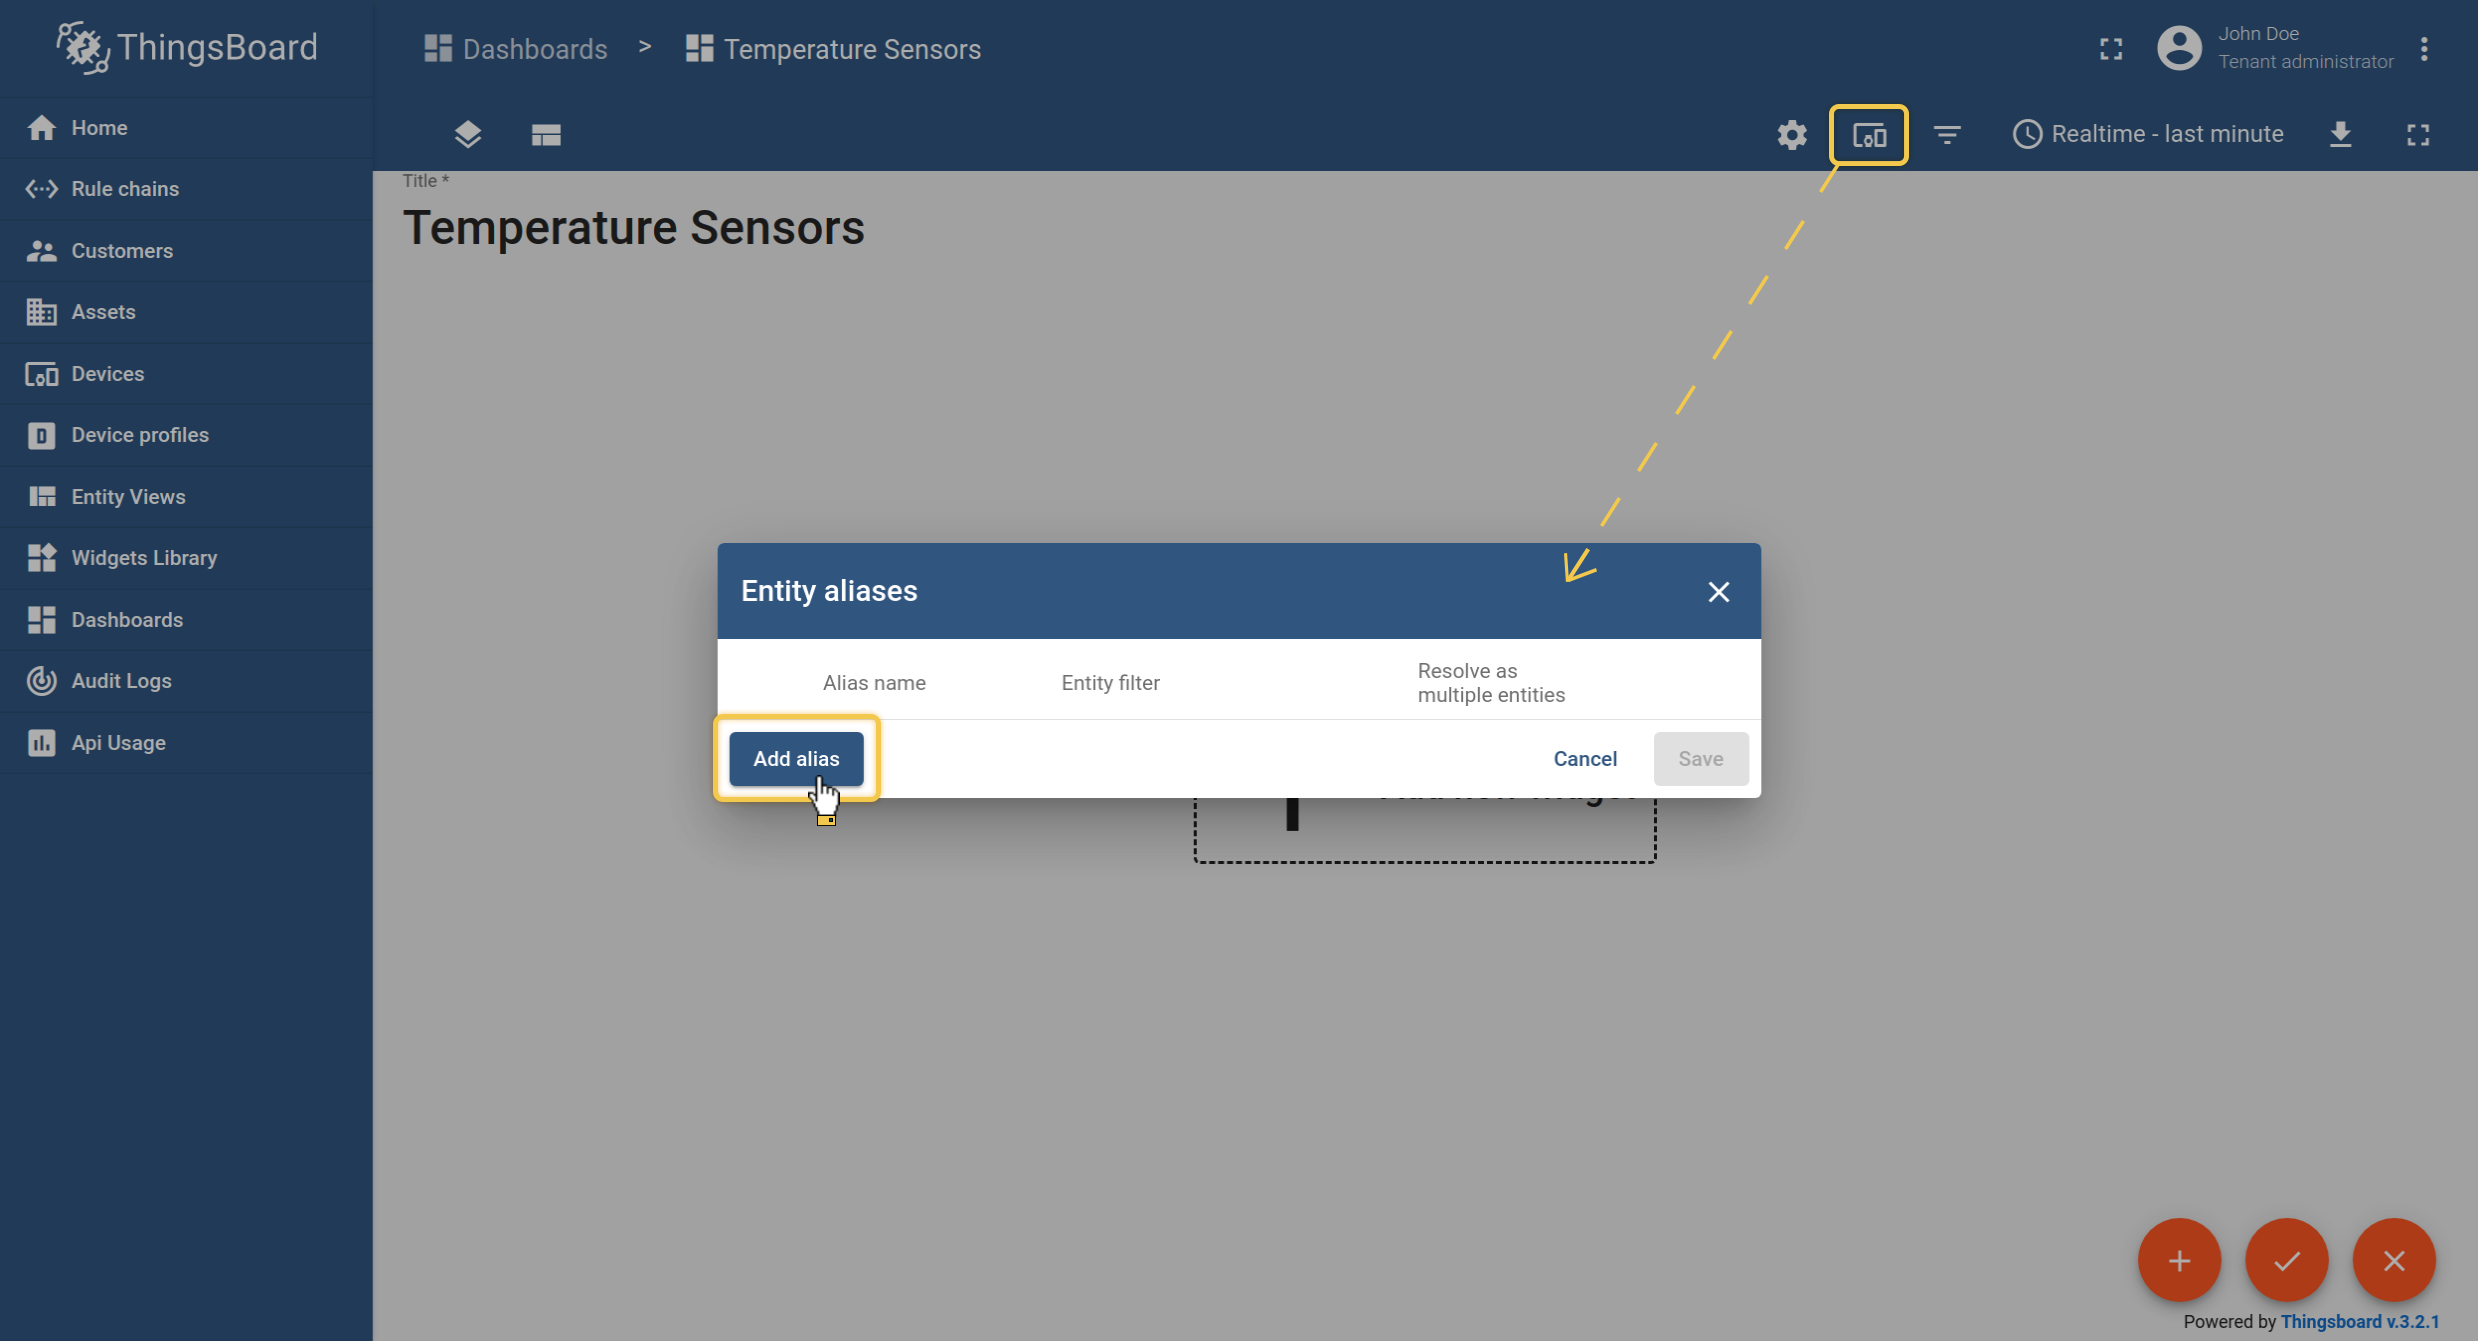 ThingsBoard
Dashboards > Temperature Sensors
John Doe
Tenant administrator
Realtime - last minute
Home
Rule chains
Customers
Assets
Devices
Device profiles
Entity Views
Widgets Library
Dashboards
Audit Logs
Api Usage
Title *
Temperature Sensors
Entity aliases
Alias name
Entity filter
Resolve as
multiple entities
Add alias
Cancel
Save
Powered by Thingsboard v.3.2.1